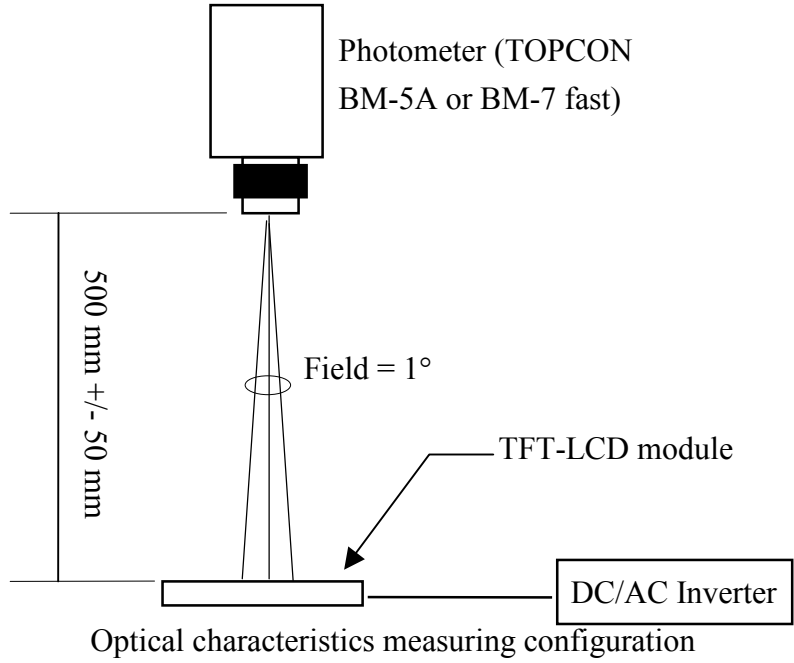 Photometer (TOPCON
BM-5A or BM-7 fast)
500 mm +/- 50 mm
Field = 1°
TFT-LCD module
DC/AC Inverter
Optical characteristics measuring configuration